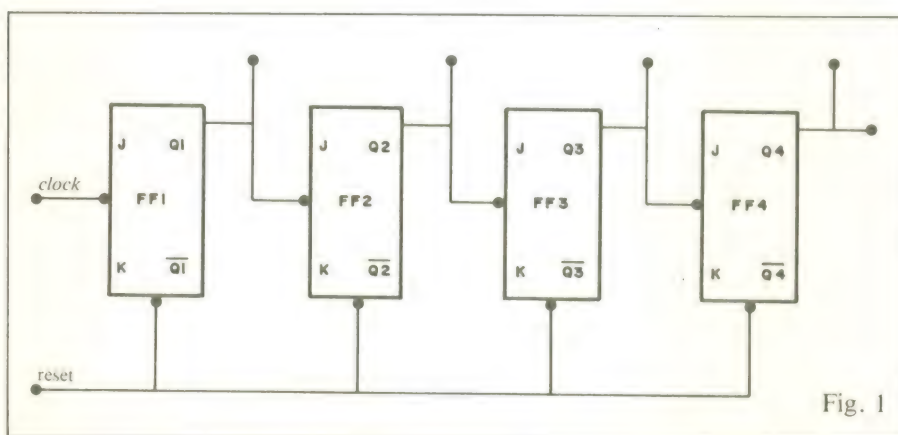 J Q1 J Q2 J Q3 J Q4
clock FF1 FF2 FF3 FF4
K Q1 K Q2 K Q3 K Q4
reset
Fig. 1